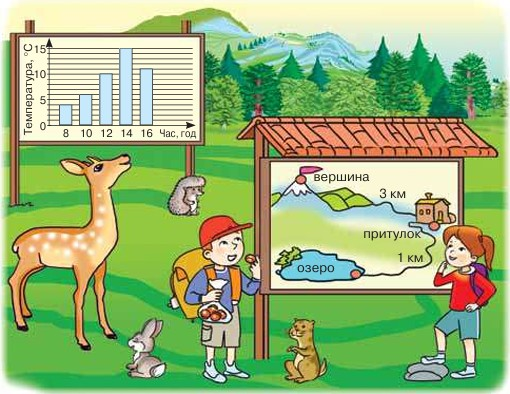 Температура, °С
15
10
5
0
8 10 12 14 16 Час, год
вершина
3 км
притулок
1 км
озеро